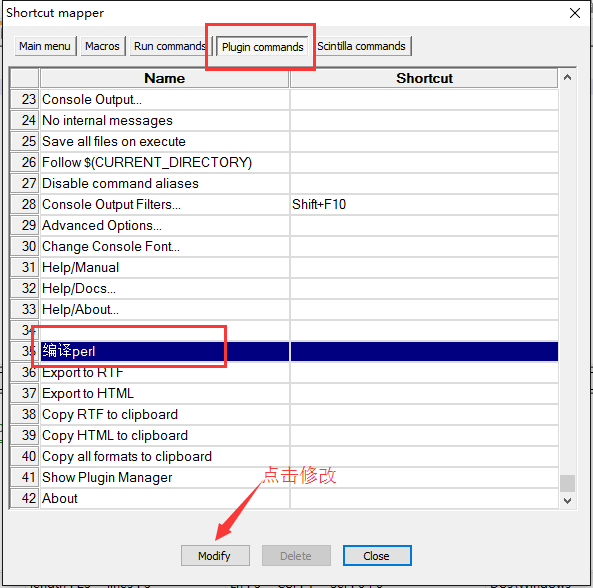 Shortcut mapper
Main menu Macros Run commands Plugin commands Scintilla commands
Name Shortcut
23 Console Output...
24 No internal messages
25 Save all files on execute
26 Follow $(CURRENT_DIRECTORY)
27 Disable command aliases
28 Console Output Filters... Shift+F10
29 Advanced Options...
30 Change Console Font...
31 Help/Manual
32 Help/Docs...
33 Help/About...
34
35 编译perl
36 Export to RTF
37 Export to HTML
38 Copy RTF to clipboard
39 Copy HTML to clipboard
40 Copy all formats to clipboard
41 Show Plugin Manager
42 About
点击修改
Modify Delete Close